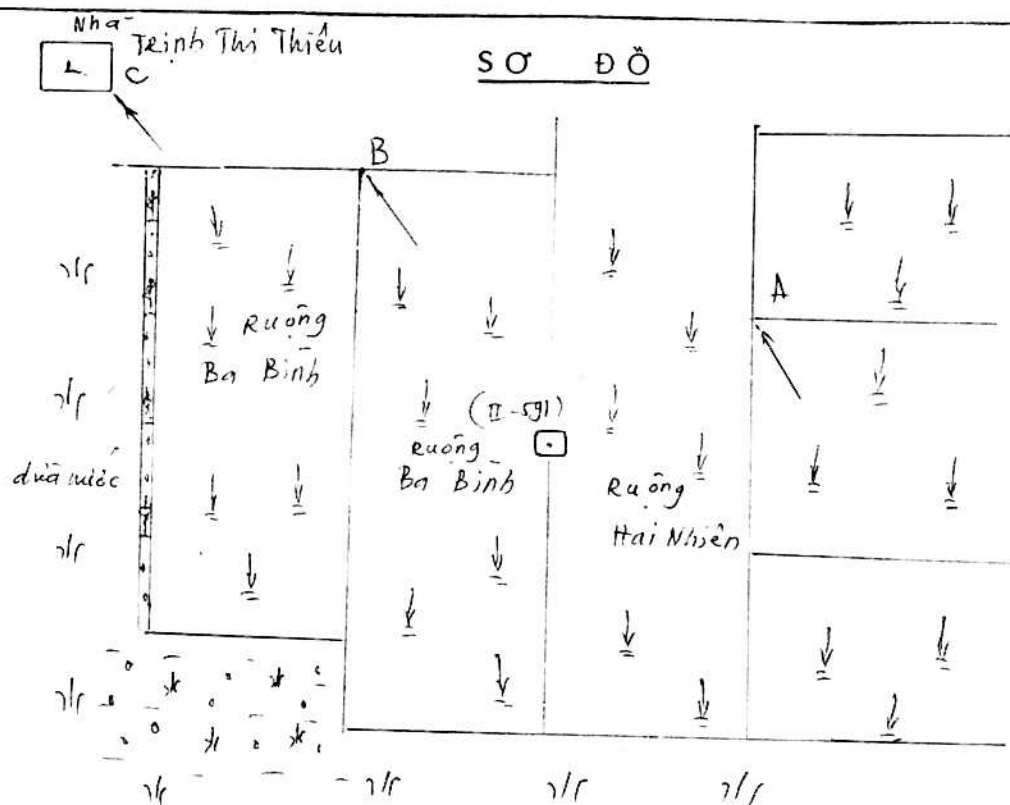 Nhà
Trịnh Thị Thiều
L.
C
SƠ ĐỒ
B
A
Ruộng
Ba Bình
(II-591)
Ruộng
Ba Bình
Ruộng
Hai Nhiên
dừa nước